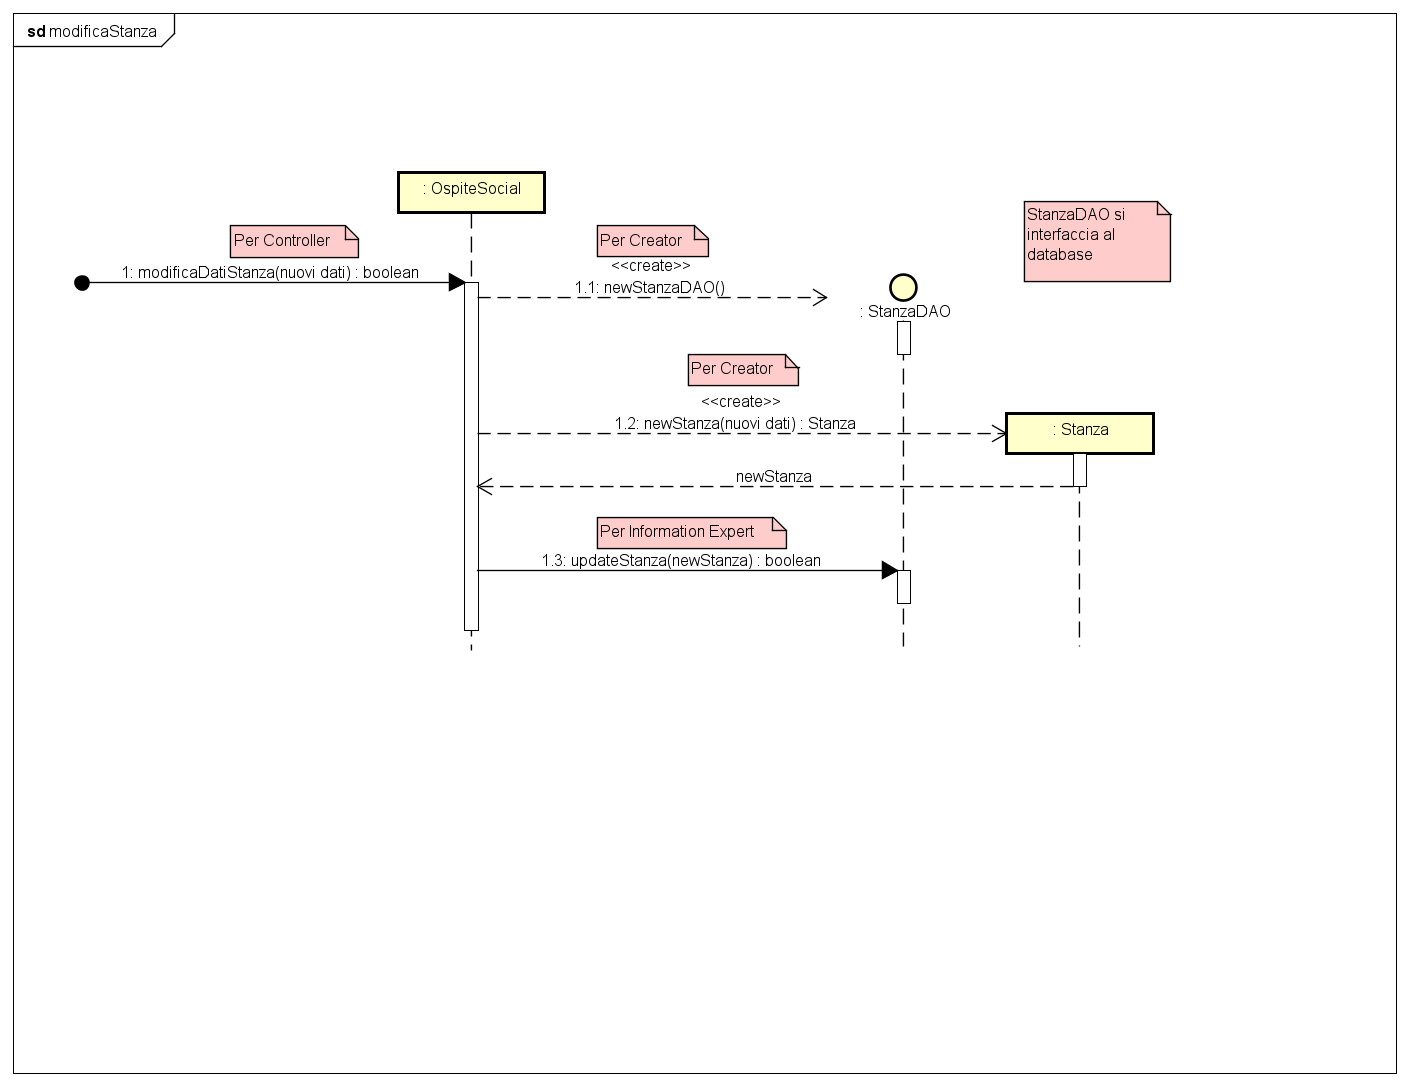 sd modificaStanza
: OspiteSocial
StanzaDAO si
interfaccia al
database
Per Controller
Per Creator
<<create>>
1: modificaDatiStanza(nuovi dati) : boolean
1.1: newStanzaDAO()
: StanzaDAO
Per Creator
<<create>>
1.2: newStanza(nuovi dati) : Stanza
: Stanza
newStanza
Per Information Expert
1.3: updateStanza(newStanza) : boolean